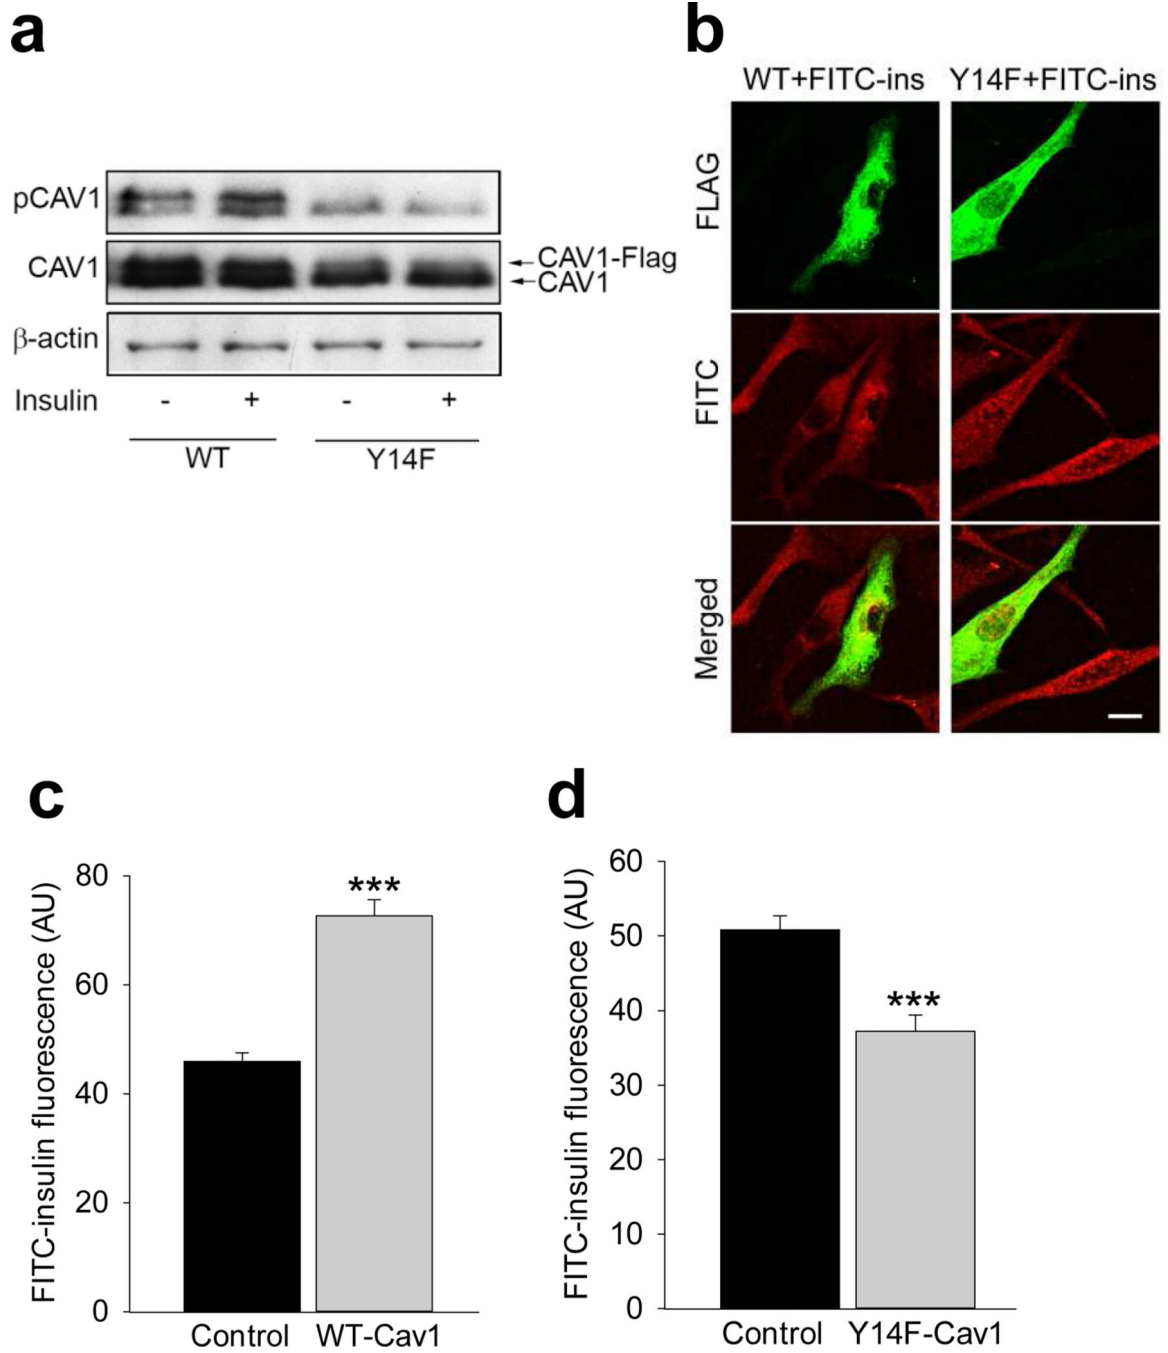 a
pCAV1
CAV1
←CAV1-Flag
←CAV1
β-actin
Insulin - + - +
WT Y14F
b
WT+FITC-ins Y14F+FITC-ins
FLAG
FITC
Merged
c
FITC-insulin fluorescence (AU)
80
60
40
20
0
***
Control WT-Cav1
d
FITC-insulin fluorescence (AU)
60
50
40
30
20
10
0
***
Control Y14F-Cav1